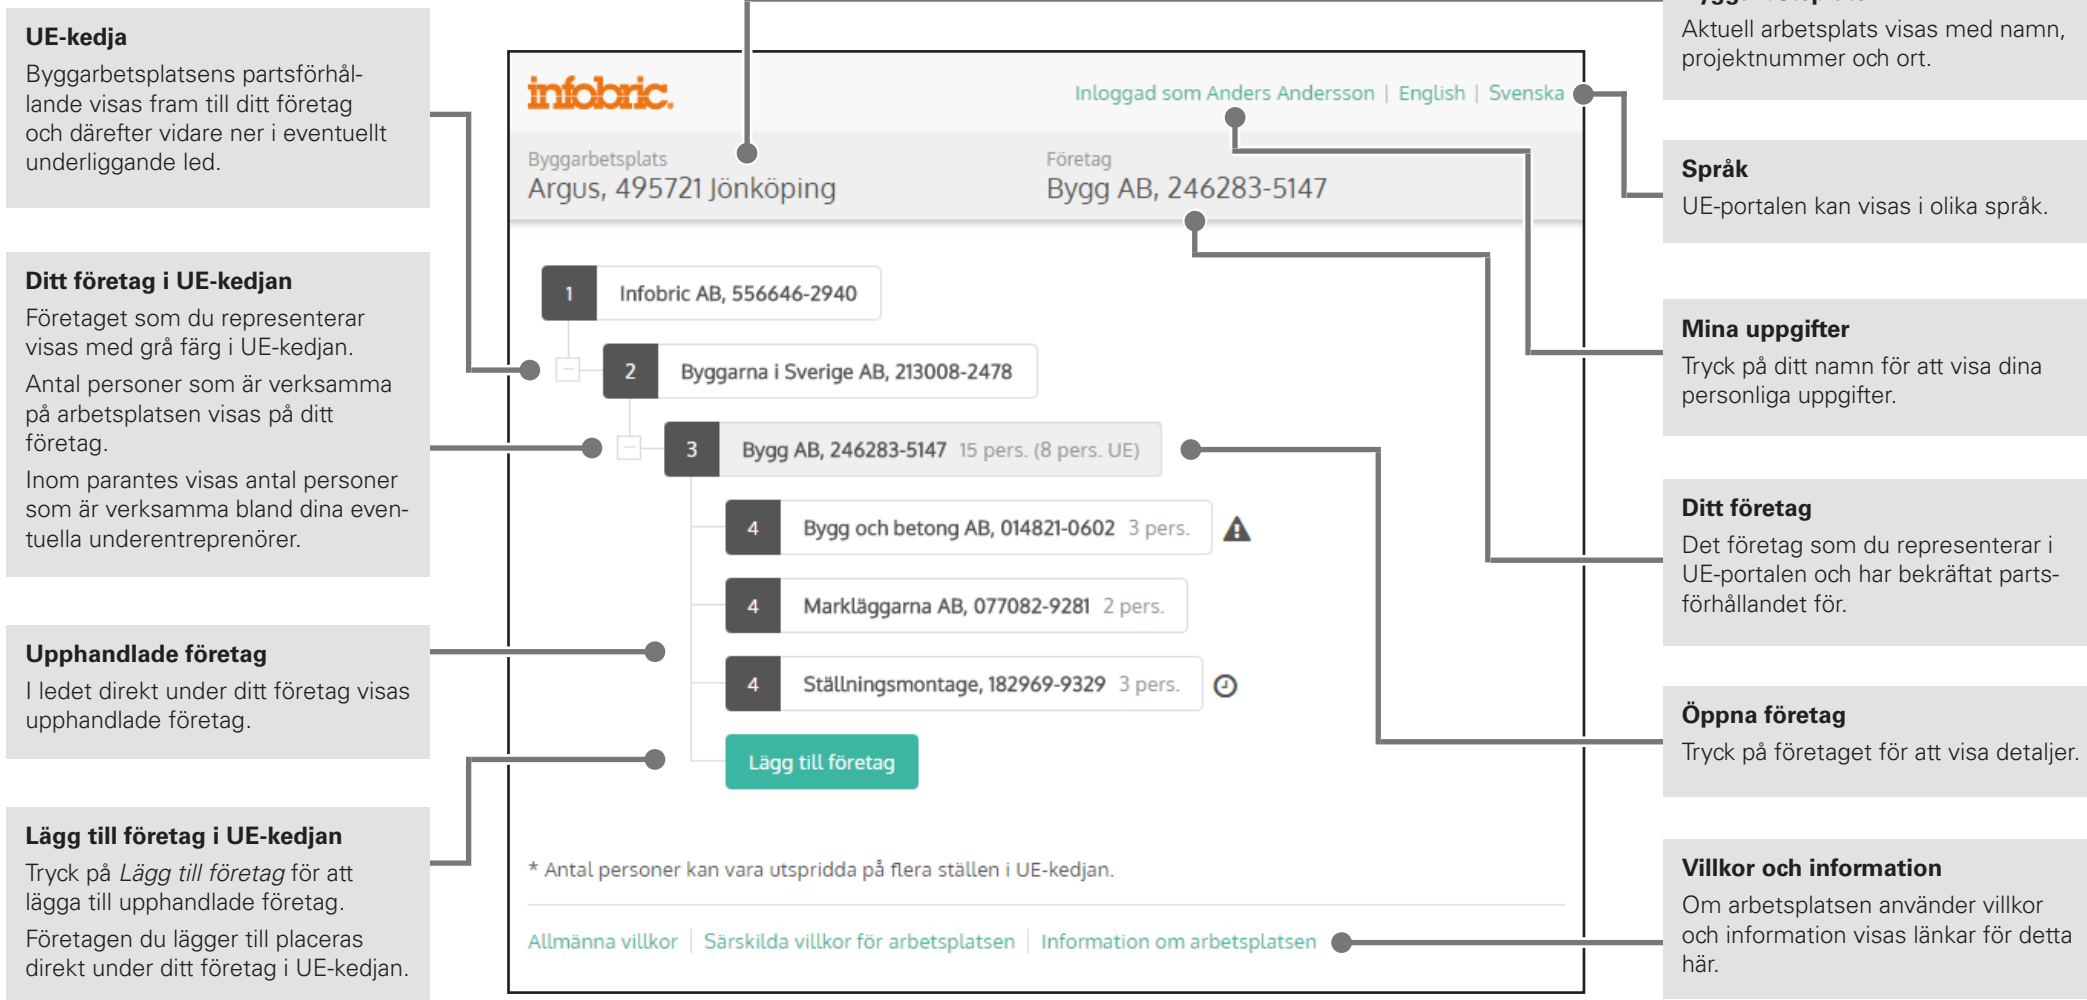 UE-kedja
Byggarbetsplatsens partsförhål-
lande visas fram till ditt företag
och därefter vidare ner i eventuellt
underliggande led.
Ditt företag i UE-kedjan
Företaget som du representerar
visas med grå färg i UE-kedjan.
Antal personer som är verksamma
på arbetsplatsen visas på ditt
företag.
Inom parantes visas antal personer
som är verksamma bland dina even-
tuella underentreprenörer.
Upphandlade företag
I ledet direkt under ditt företag visas
upphandlade företag.
Lägg till företag i UE-kedjan
Tryck på Lägg till företag för att
lägga till upphandlade företag.
Företagen du lägger till placeras
direkt under ditt företag i UE-kedjan.
infobric.
Inloggad som Anders Andersson | English | Svenska
Byggarbetsplats
Argus, 495721 Jönköping
Företag
Bygg AB, 246283-5147
1 Infobric AB, 556646-2940
2 Byggarna i Sverige AB, 213008-2478
3 Bygg AB, 246283-5147 15 pers. (8 pers. UE)
4 Bygg och betong AB, 014821-0602 3 pers.
4 Markläggarna AB, 077082-9281 2 pers.
4 Ställningsmontage, 182969-9329 3 pers.
Lägg till företag
* Antal personer kan vara utspridda på flera ställen i UE-kedjan.
Allmänna villkor | Särskilda villkor för arbetsplatsen | Information om arbetsplatsen
Aktuell arbetsplats visas med namn,
projektnummer och ort.
Språk
UE-portalen kan visas i olika språk.
Mina uppgifter
Tryck på ditt namn för att visa dina
personliga uppgifter.
Ditt företag
Det företag som du representerar i
UE-portalen och har bekräftat parts-
förhållandet för.
Öppna företag
Tryck på företaget för att visa detaljer.
Villkor och information
Om arbetsplatsen använder villkor
och information visas länkar för detta
här.